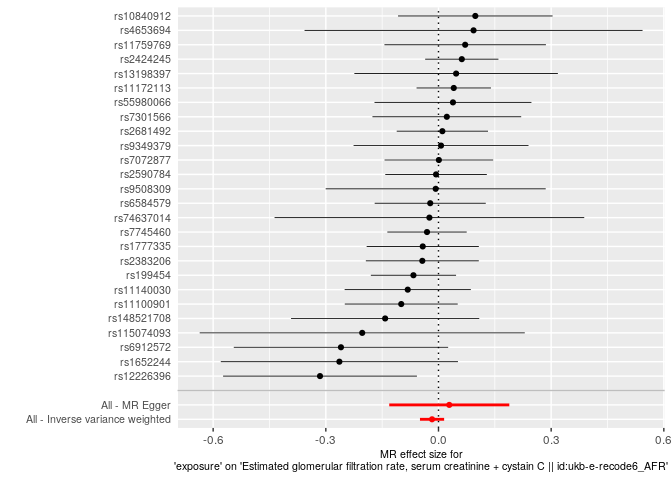 rs10840912
rs4653694
rs11759769
rs2424245
rs13198397
rs11172113
rs55980066
rs7301566
rs2681492
rs9349379
rs7072877
rs2590784
rs9508309
rs6584579
rs74637014
rs7745460
rs1777335
rs2383206
rs199454
rs11140030
rs11100901
rs148521708
rs115074093
rs6912572
rs1652244
rs12226396
All - MR Egger
All - Inverse variance weighted
-0.6 -0.3 0.0 0.3 0.6
MR effect size for
'exposure' on 'Estimated glomerular filtration rate, serum creatinine + cystain C || id:ukb-e-recode6_AFR'